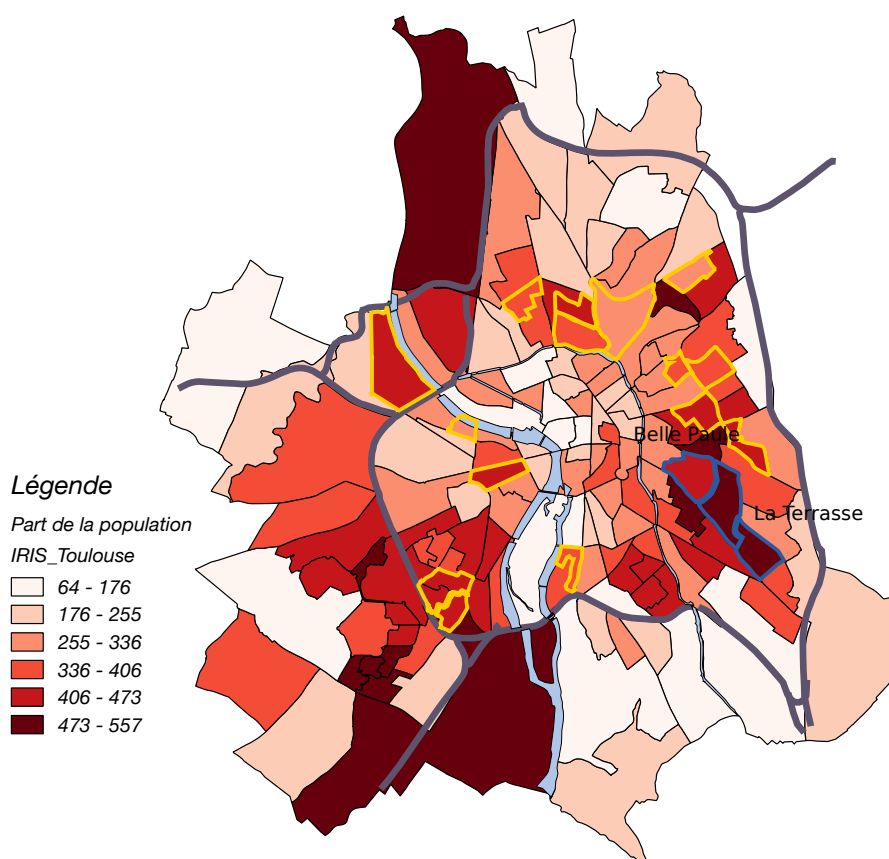 Belle Paule
La Terrasse
Légende
Part de la population
IRIS_Toulouse
64 - 176
176 - 255
255 - 336
336 - 406
406 - 473
473 - 557